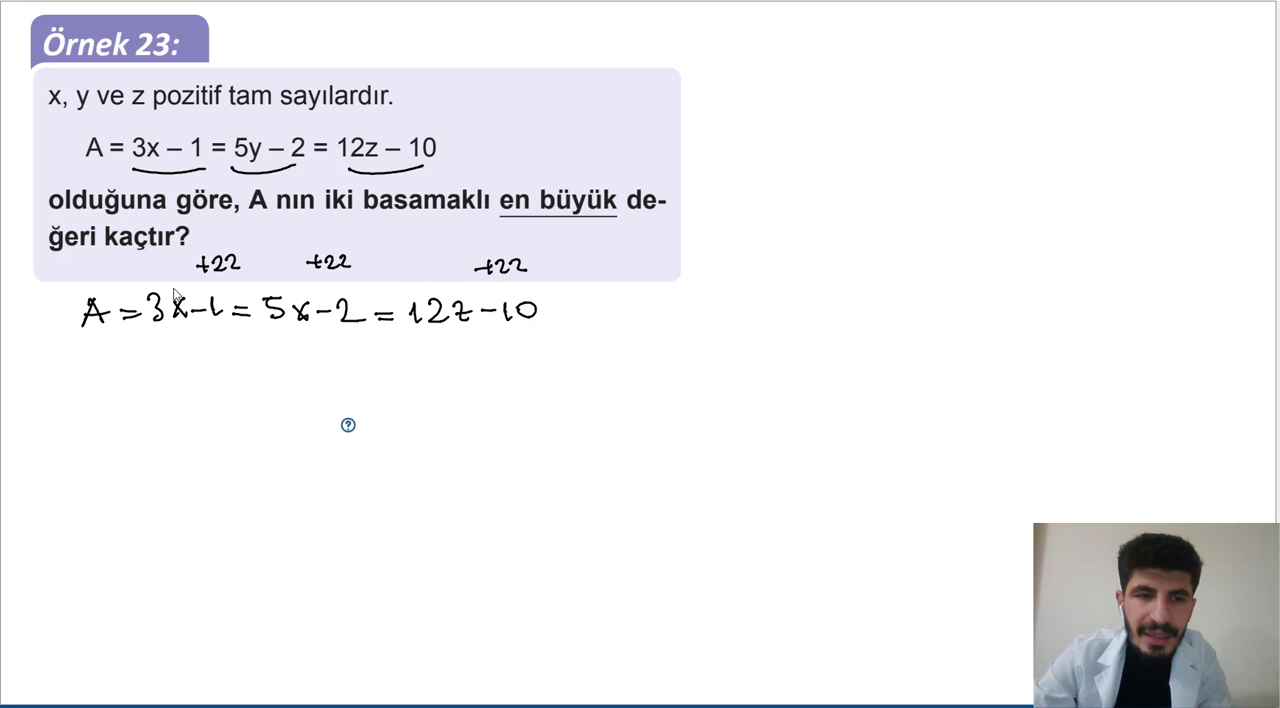 Örnek 23:
x, y ve z pozitif tam sayılardır.
A = 3x – 1 = 5y – 2 = 12z – 10
olduğuna göre, A nın iki basamaklı en büyük de-
ğeri kaçtır?
+22 +22 +22
A = 3x – 1 = 5x – 2 = 12z – 10
?